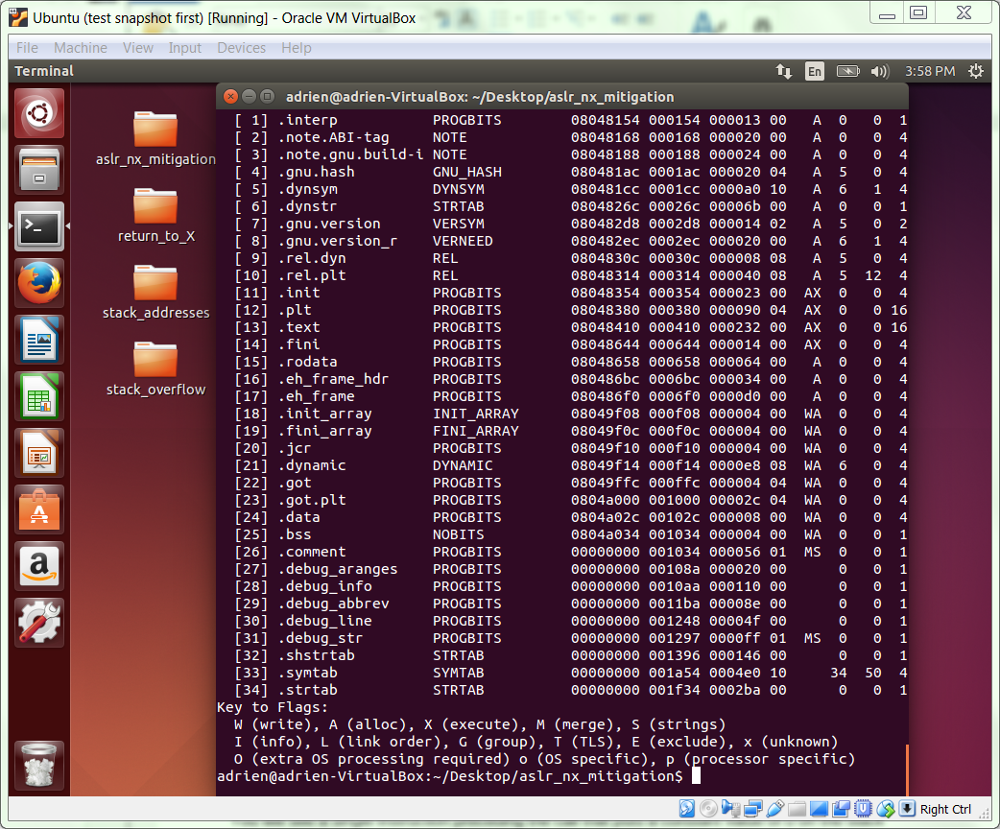 Ubuntu (test snapshot first) [Running] - Oracle VM VirtualBox
File Machine View Input Devices Help
Terminal En 3:58 PM
adrien@adrien-VirtualBox: ~/Desktop/aslr_nx_mitigation
aslr_nx_mitigation
return_to_X
stack_addresses
stack_overflow
[ 1] .interp PROGBITS 08048154 000154 000013 00 A 0 0 1
[ 2] .note.ABI-tag NOTE 08048168 000168 000020 00 A 0 0 4
[ 3] .note.gnu.build-i NOTE 08048188 000188 000024 00 A 0 0 4
[ 4] .gnu.hash GNU_HASH 080481ac 0001ac 000020 04 A 5 0 4
[ 5] .dynsym DYNSYM 080481cc 0001cc 0000a0 10 A 6 1 4
[ 6] .dynstr STRTAB 0804826c 00026c 00006b 00 A 0 0 1
[ 7] .gnu.version VERSYM 080482d8 0002d8 000014 02 A 5 0 2
[ 8] .gnu.version_r VERNEED 080482ec 0002ec 000020 00 A 6 1 4
[ 9] .rel.dyn REL 0804830c 00030c 000008 08 A 5 0 4
[10] .rel.plt REL 08048314 000314 000040 08 A 5 12 4
[11] .init PROGBITS 08048354 000354 000023 00 AX 0 0 4
[12] .plt PROGBITS 08048380 000380 000090 04 AX 0 0 16
[13] .text PROGBITS 08048410 000410 000232 00 AX 0 0 16
[14] .fini PROGBITS 08048644 000644 000014 00 AX 0 0 4
[15] .rodata PROGBITS 08048658 000658 000064 00 A 0 0 4
[16] .eh_frame_hdr PROGBITS 080486bc 0006bc 000034 00 A 0 0 4
[17] .eh_frame PROGBITS 080486f0 0006f0 0000d0 00 A 0 0 4
[18] .init_array INIT_ARRAY 08049f08 000f08 000004 00 WA 0 0 4
[19] .fini_array FINI_ARRAY 08049f0c 000f0c 000004 00 WA 0 0 4
[20] .jcr PROGBITS 08049f10 000f10 000004 00 WA 0 0 4
[21] .dynamic DYNAMIC 08049f14 000f14 0000e8 08 WA 6 0 4
[22] .got PROGBITS 08049ffc 000ffc 000004 04 WA 0 0 4
[23] .got.plt PROGBITS 0804a000 001000 00002c 04 WA 0 0 4
[24] .data PROGBITS 0804a02c 00102c 000008 00 WA 0 0 4
[25] .bss NOBITS 0804a034 001034 000004 00 WA 0 0 1
[26] .comment PROGBITS 00000000 001034 000056 01 MS 0 0 1
[27] .debug_aranges PROGBITS 00000000 00108a 000020 00 0 0 1
[28] .debug_info PROGBITS 00000000 0010aa 000110 00 0 0 1
[29] .debug_abbrev PROGBITS 00000000 0011ba 00008e 00 0 0 1
[30] .debug_line PROGBITS 00000000 001248 00004f 00 0 0 1
[31] .debug_str PROGBITS 00000000 001297 0000ff 01 MS 0 0 1
[32] .shstrtab STRTAB 00000000 001396 000146 00 0 0 1
[33] .symtab SYMTAB 00000000 001a54 0004e0 10 34 50 4
[34] .strtab STRTAB 00000000 001f34 0002ba 00 0 0 1
Key to Flags:
W (write), A (alloc), X (execute), M (merge), S (strings)
I (info), L (link order), G (group), T (TLS), E (exclude), x (unknown)
O (extra OS processing required) o (OS specific), p (processor specific)
adrien@adrien-VirtualBox:~/Desktop/aslr_nx_mitigation$
Right Ctrl